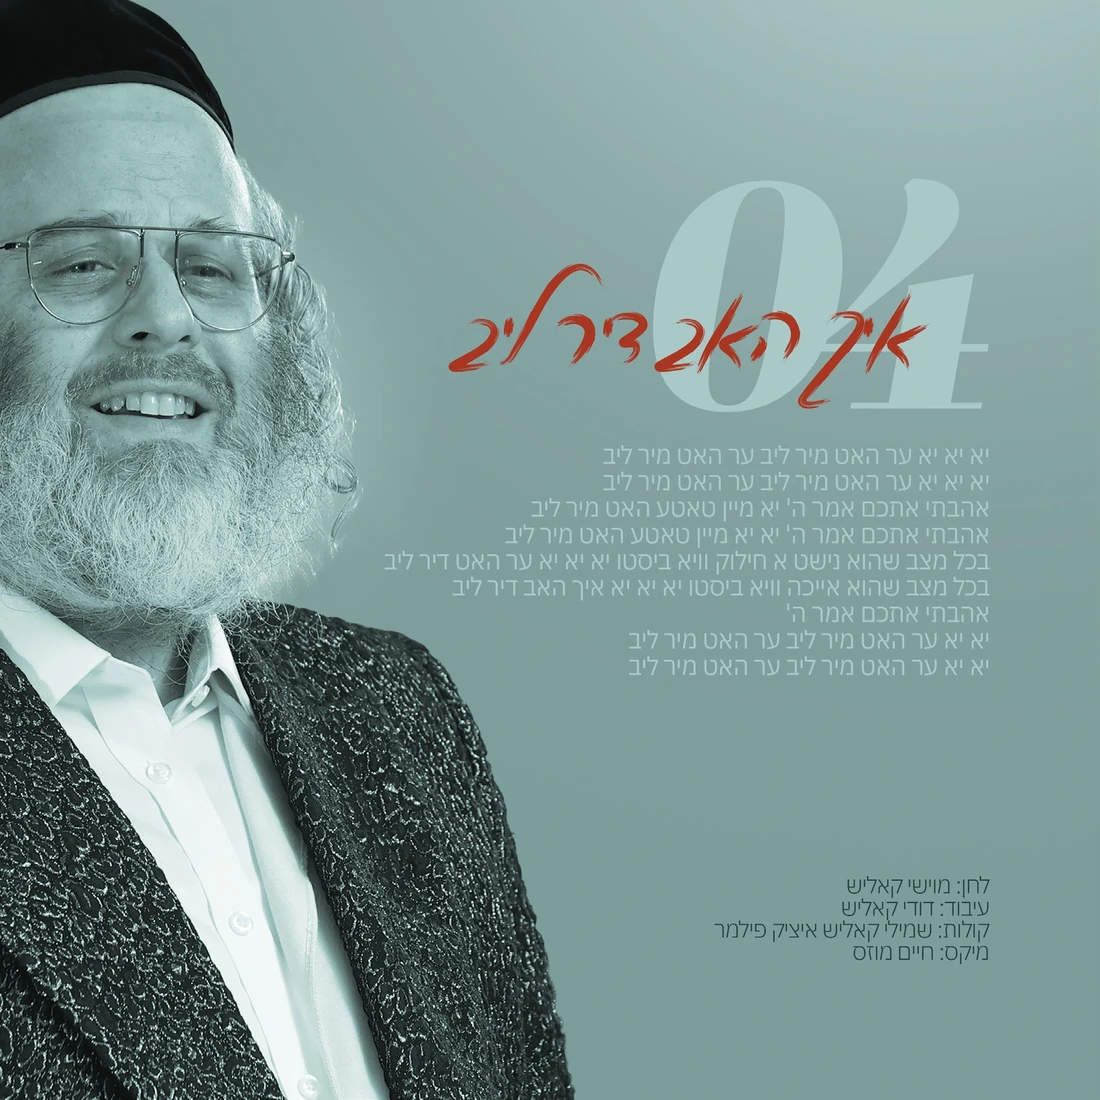 04
איך האב דיר ליב
יא יא יא ער האט מיר ליב ער האט מיר ליב
יא יא יא ער האט מיר ליב ער האט מיר ליב
אהבתי אתכם אמר ה' יא מיין טאטע האט מיר ליב
אהבתי אתכם אמר ה' יא יא מיין טאטע האט מיר ליב
בכל מצב שהוא נישט א חילוק וויא ביסטו יא יא יא ער האט דיר ליב
בכל מצב שהוא אייכה וויא ביסטו יא יא יא איך האב דיר ליב
אהבתי אתכם אמר ה'
יא יא ער האט מיר ליב ער האט מיר ליב
יא יא ער האט מיר ליב ער האט מיר ליב
לחן: מוישי קאליש
עיבוד: דודי קאליש
קולות: שמילי קאליש איציק פילמר
מיקס: חיים מוזס